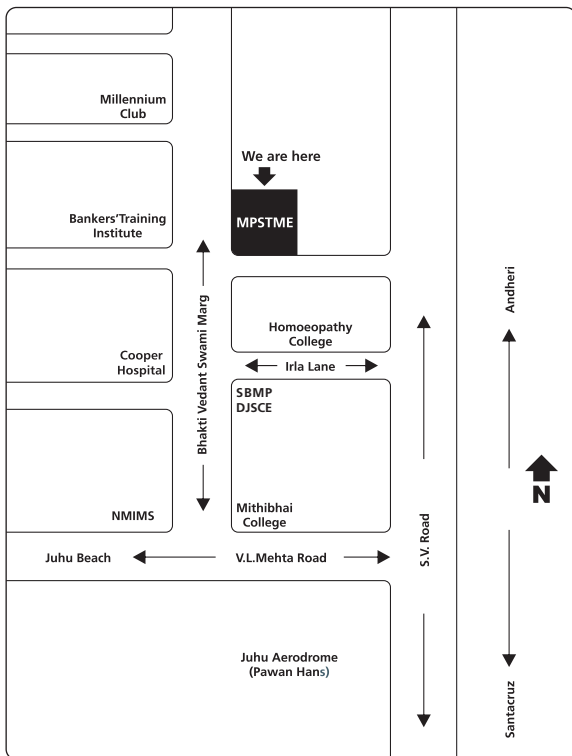 Millennium
Club
We are here
MPSTME
Bankers'Training
Institute
Bhakti Vedant Swami Marg
Andheri
Homoeopathy
College
Cooper
Hospital
Irla Lane
SBMP
DJSCE
N
NMIMS
Mithibhai
College
S.V. Road
Juhu Beach
V.L.Mehta Road
Juhu Aerodrome
(Pawan Hans)
Santacruz